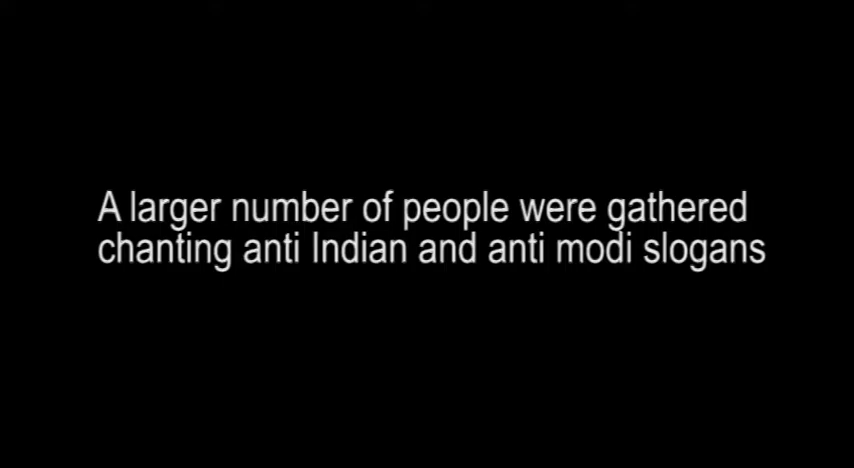 A larger number of people were gathered
chanting anti Indian and anti modi slogans